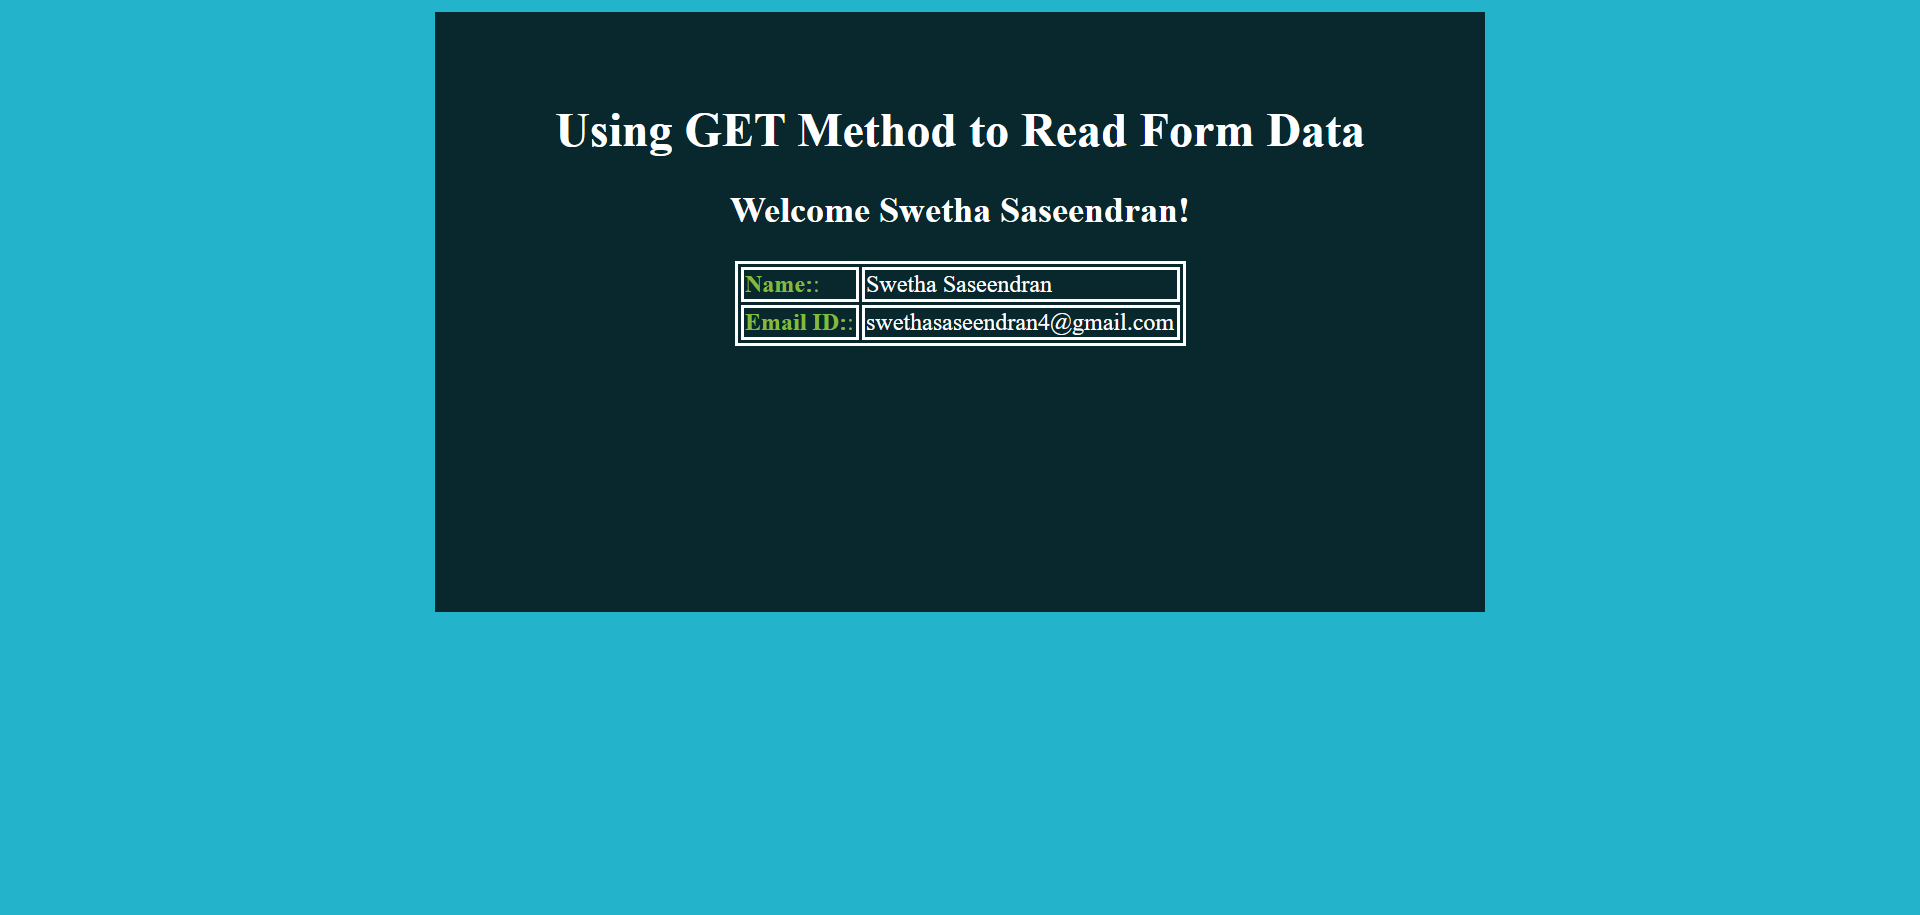 Using GET Method to Read Form Data
Welcome Swetha Saseendran!
Name:: Swetha Saseendran
Email ID:: swethasaseendran4@gmail.com